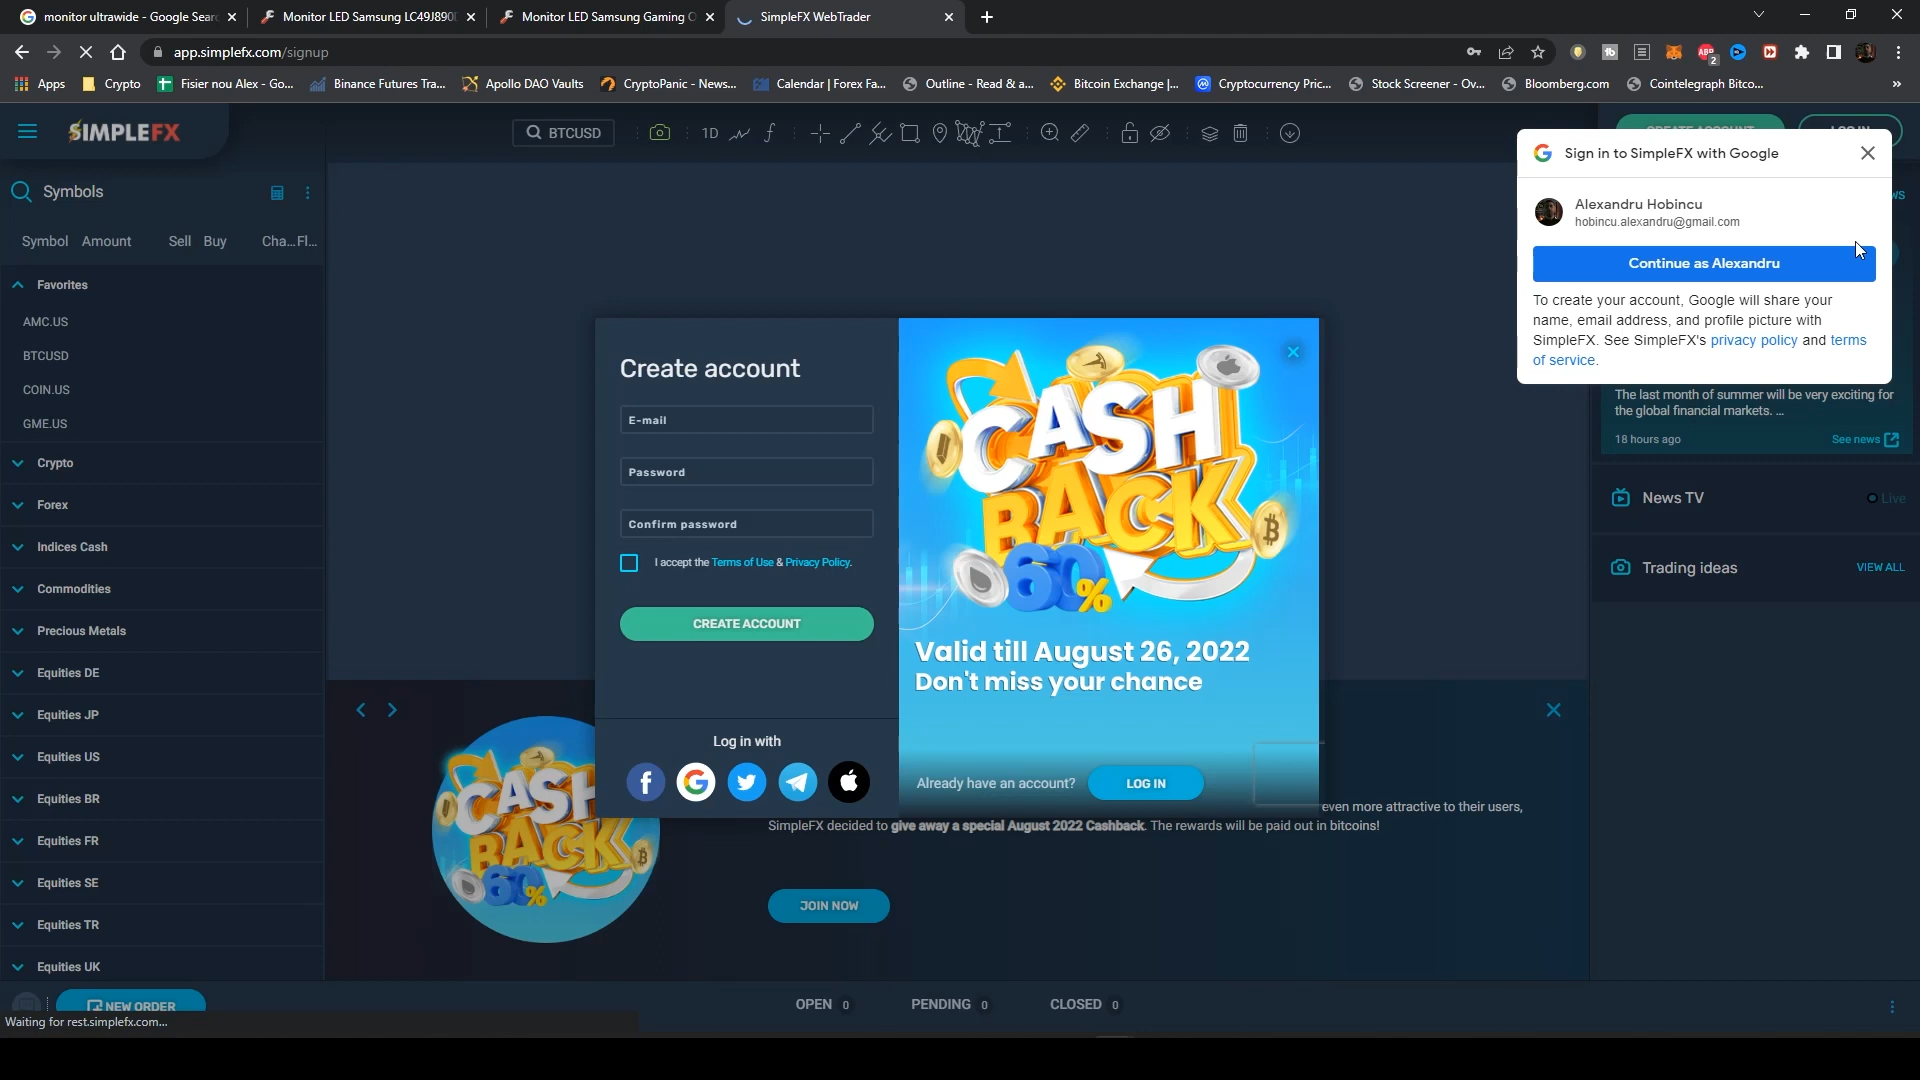 monitor ultrawide - Google Sear
Monitor LED Samsung LC49J890
Monitor LED Samsung Gaming O
SimpleFX WebTrader
app.simplefx.com/signup
Apps
Crypto
Fisier nou Alex - Go...
Binance Futures Tra...
Apollo DAO Vaults
CryptoPanic - News...
Calendar | Forex Fa...
Outline - Read & a...
Bitcoin Exchange |...
Cryptocurrency Pric...
Stock Screener - Ov...
Bloomberg.com
Cointelegraph Bitco...
SIMPLEFX
BTCUSD
1D
CREATE ACCOUNT
LOG IN
Sign in to SimpleFX with Google
Alexandru Hobincu
hobincu.alexandru@gmail.com
Continue as Alexandru
To create your account, Google will share your
name, email address, and profile picture with
SimpleFX. See SimpleFX's privacy policy and terms
of service.
Symbols
Symbol Amount Sell Buy Cha... Fl...
Favorites
AMC.US
BTCUSD
COIN.US
GME.US
Crypto
Forex
Indices Cash
Commodities
Precious Metals
Equities DE
Equities JP
Equities US
Equities BR
Equities FR
Equities SE
Equities TR
Equities UK
NEW ORDER
Waiting for rest.simplefx.com...
Create account
E-mail
Password
Confirm password
I accept the Terms of Use & Privacy Policy.
CREATE ACCOUNT
Log in with
CASH
BACK
60%
Valid till August 26, 2022
Don't miss your chance
Already have an account?
LOG IN
CASH
BACK
60%
even more attractive to their users,
SimpleFX decided to give away a special August 2022 Cashback. The rewards will be paid out in bitcoins!
JOIN NOW
OPEN 0
PENDING 0
CLOSED 0
The last month of summer will be very exciting for
the global financial markets. ...
18 hours ago
See news
News TV
Live
Trading ideas
VIEW ALL